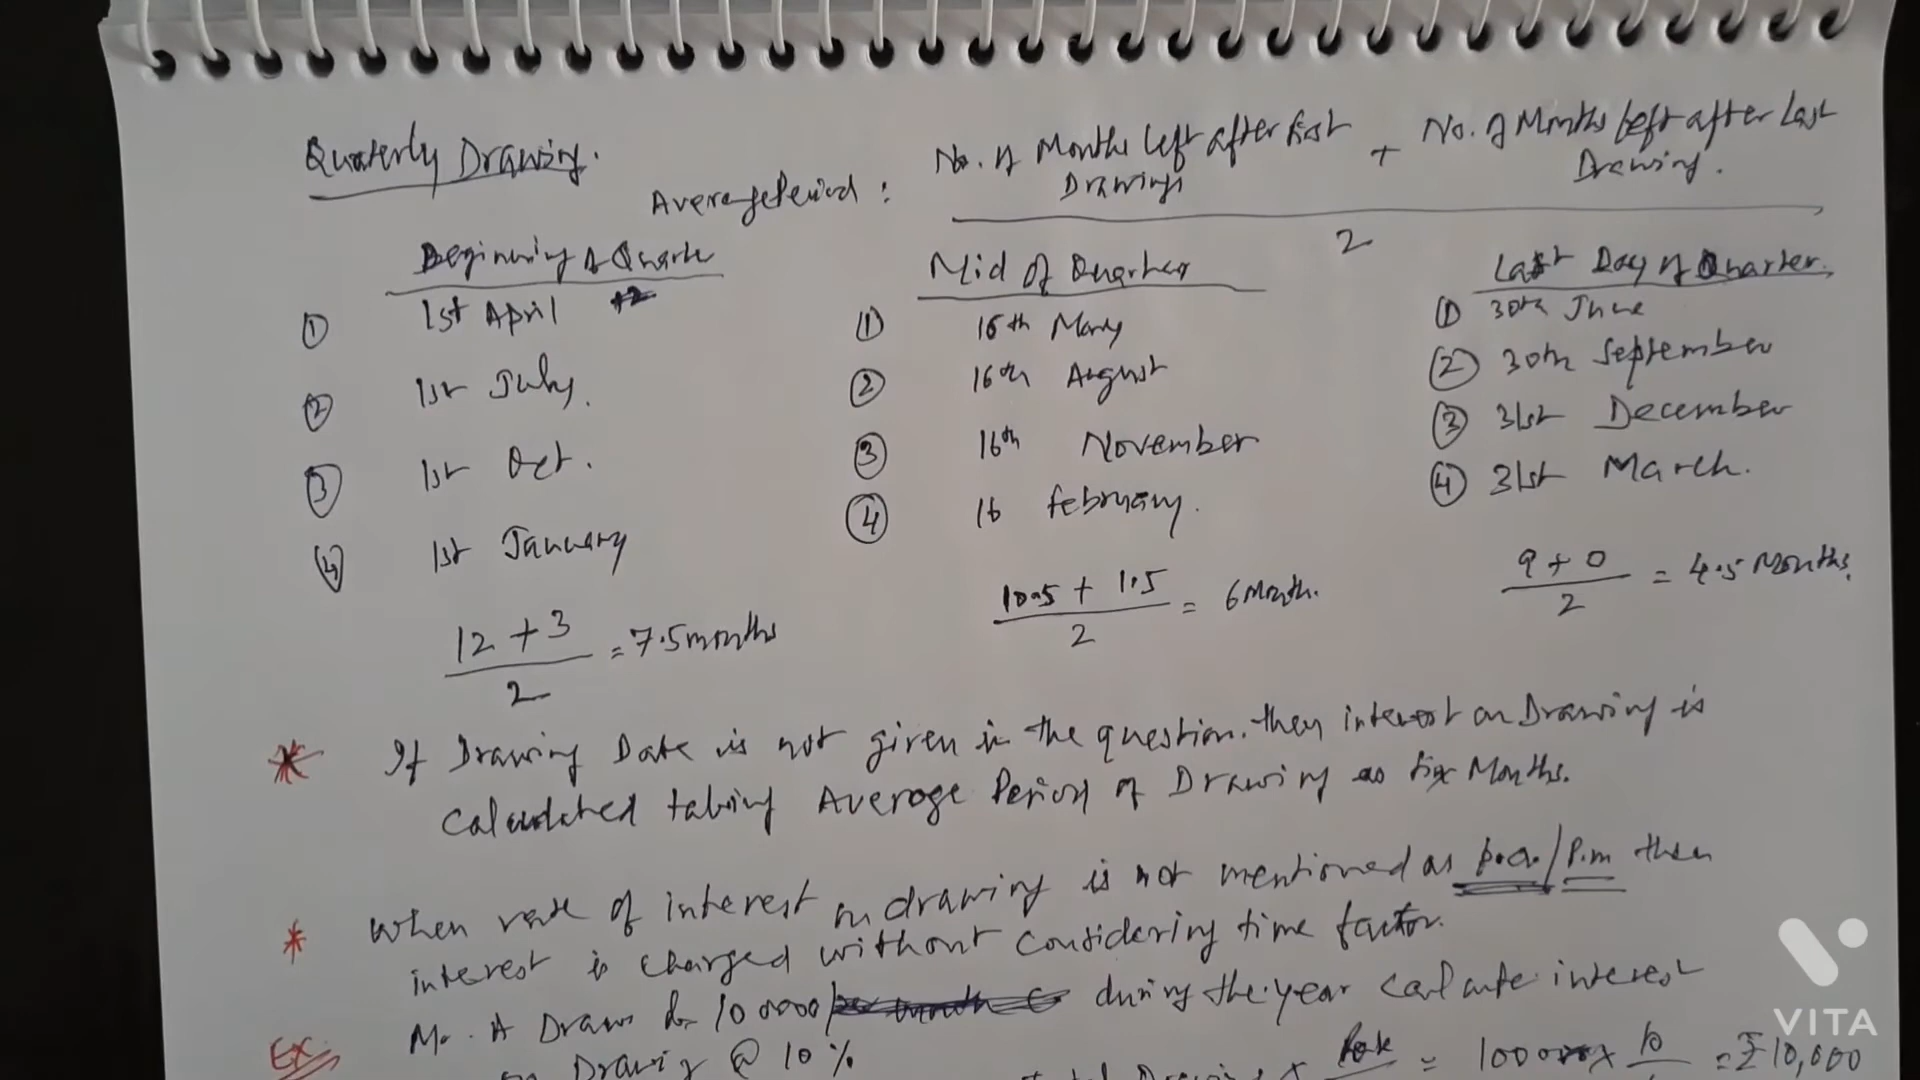 Quaterly Drawing.
Average Period : No. of Months left after first Drawings + No. of Months left after Last Drawing.
2
Beginning of Quarter
① 1st April
② 1st July.
③ 1st Oct.
④ 1st January
12 + 3
2
= 7.5 months
Mid of Quarter
① 16th May
② 16th August
③ 16th November
④ 16 february.
10.5 + 1.5
2
= 6 Month.
Last Day of Quarter.
① 30th June
② 30th September
③ 31st December
④ 31st March.
9 + 0
2
= 4.5 Months.
* If Drawing Date is not given in the question. then interest on Drawing is
calculated taking Average Period of Drawing as Six Months.
* When rate of interest on drawing is not mentioned as p.a./P.m then
interest is charged without considering time factor.
Ex. Mr. A Draws 100000 during the year calculate interest
on Drawing @ 10%
Drawing × Rate = 100000 × 10 = ₹10,000
VITA